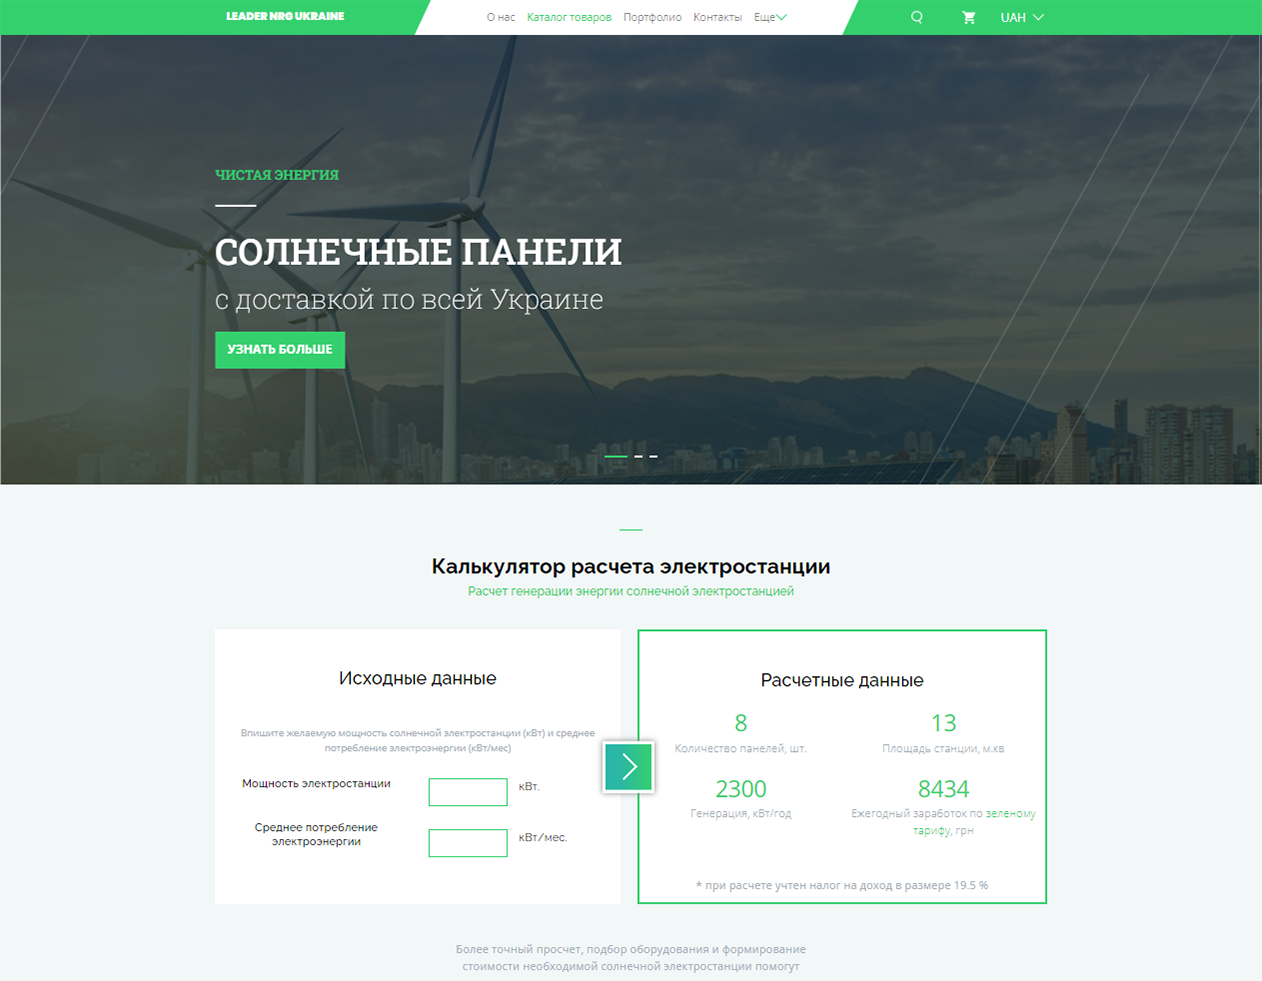 LEADER NRG UKRAINE
О нас Каталог товаров Портфолио Контакты Еще
UAH
ЧИСТАЯ ЭНЕРГИЯ
СОЛНЕЧНЫЕ ПАНЕЛИ
с доставкой по всей Украине
УЗНАТЬ БОЛЬШЕ
Калькулятор расчета электростанции
Расчет генерации энергии солнечной электростанцией
Исходные данные
Впишите желаемую мощность солнечной электростанции (кВт) и среднее
потребление электроэнергии (кВт/мес)
Мощность электростанции
кВт.
Среднее потребление
электроэнергии
кВт/мес.
Расчетные данные
8
Количество панелей, шт.
13
Площадь станции, м.кв
2300
Генерация, кВт/год
8434
Ежегодный заработок по зеленому
тарифу, грн
* при расчете учтен налог на доход в размере 19.5 %
Более точный просчет, подбор оборудования и формирование
стоимости необходимой солнечной электростанции помогут